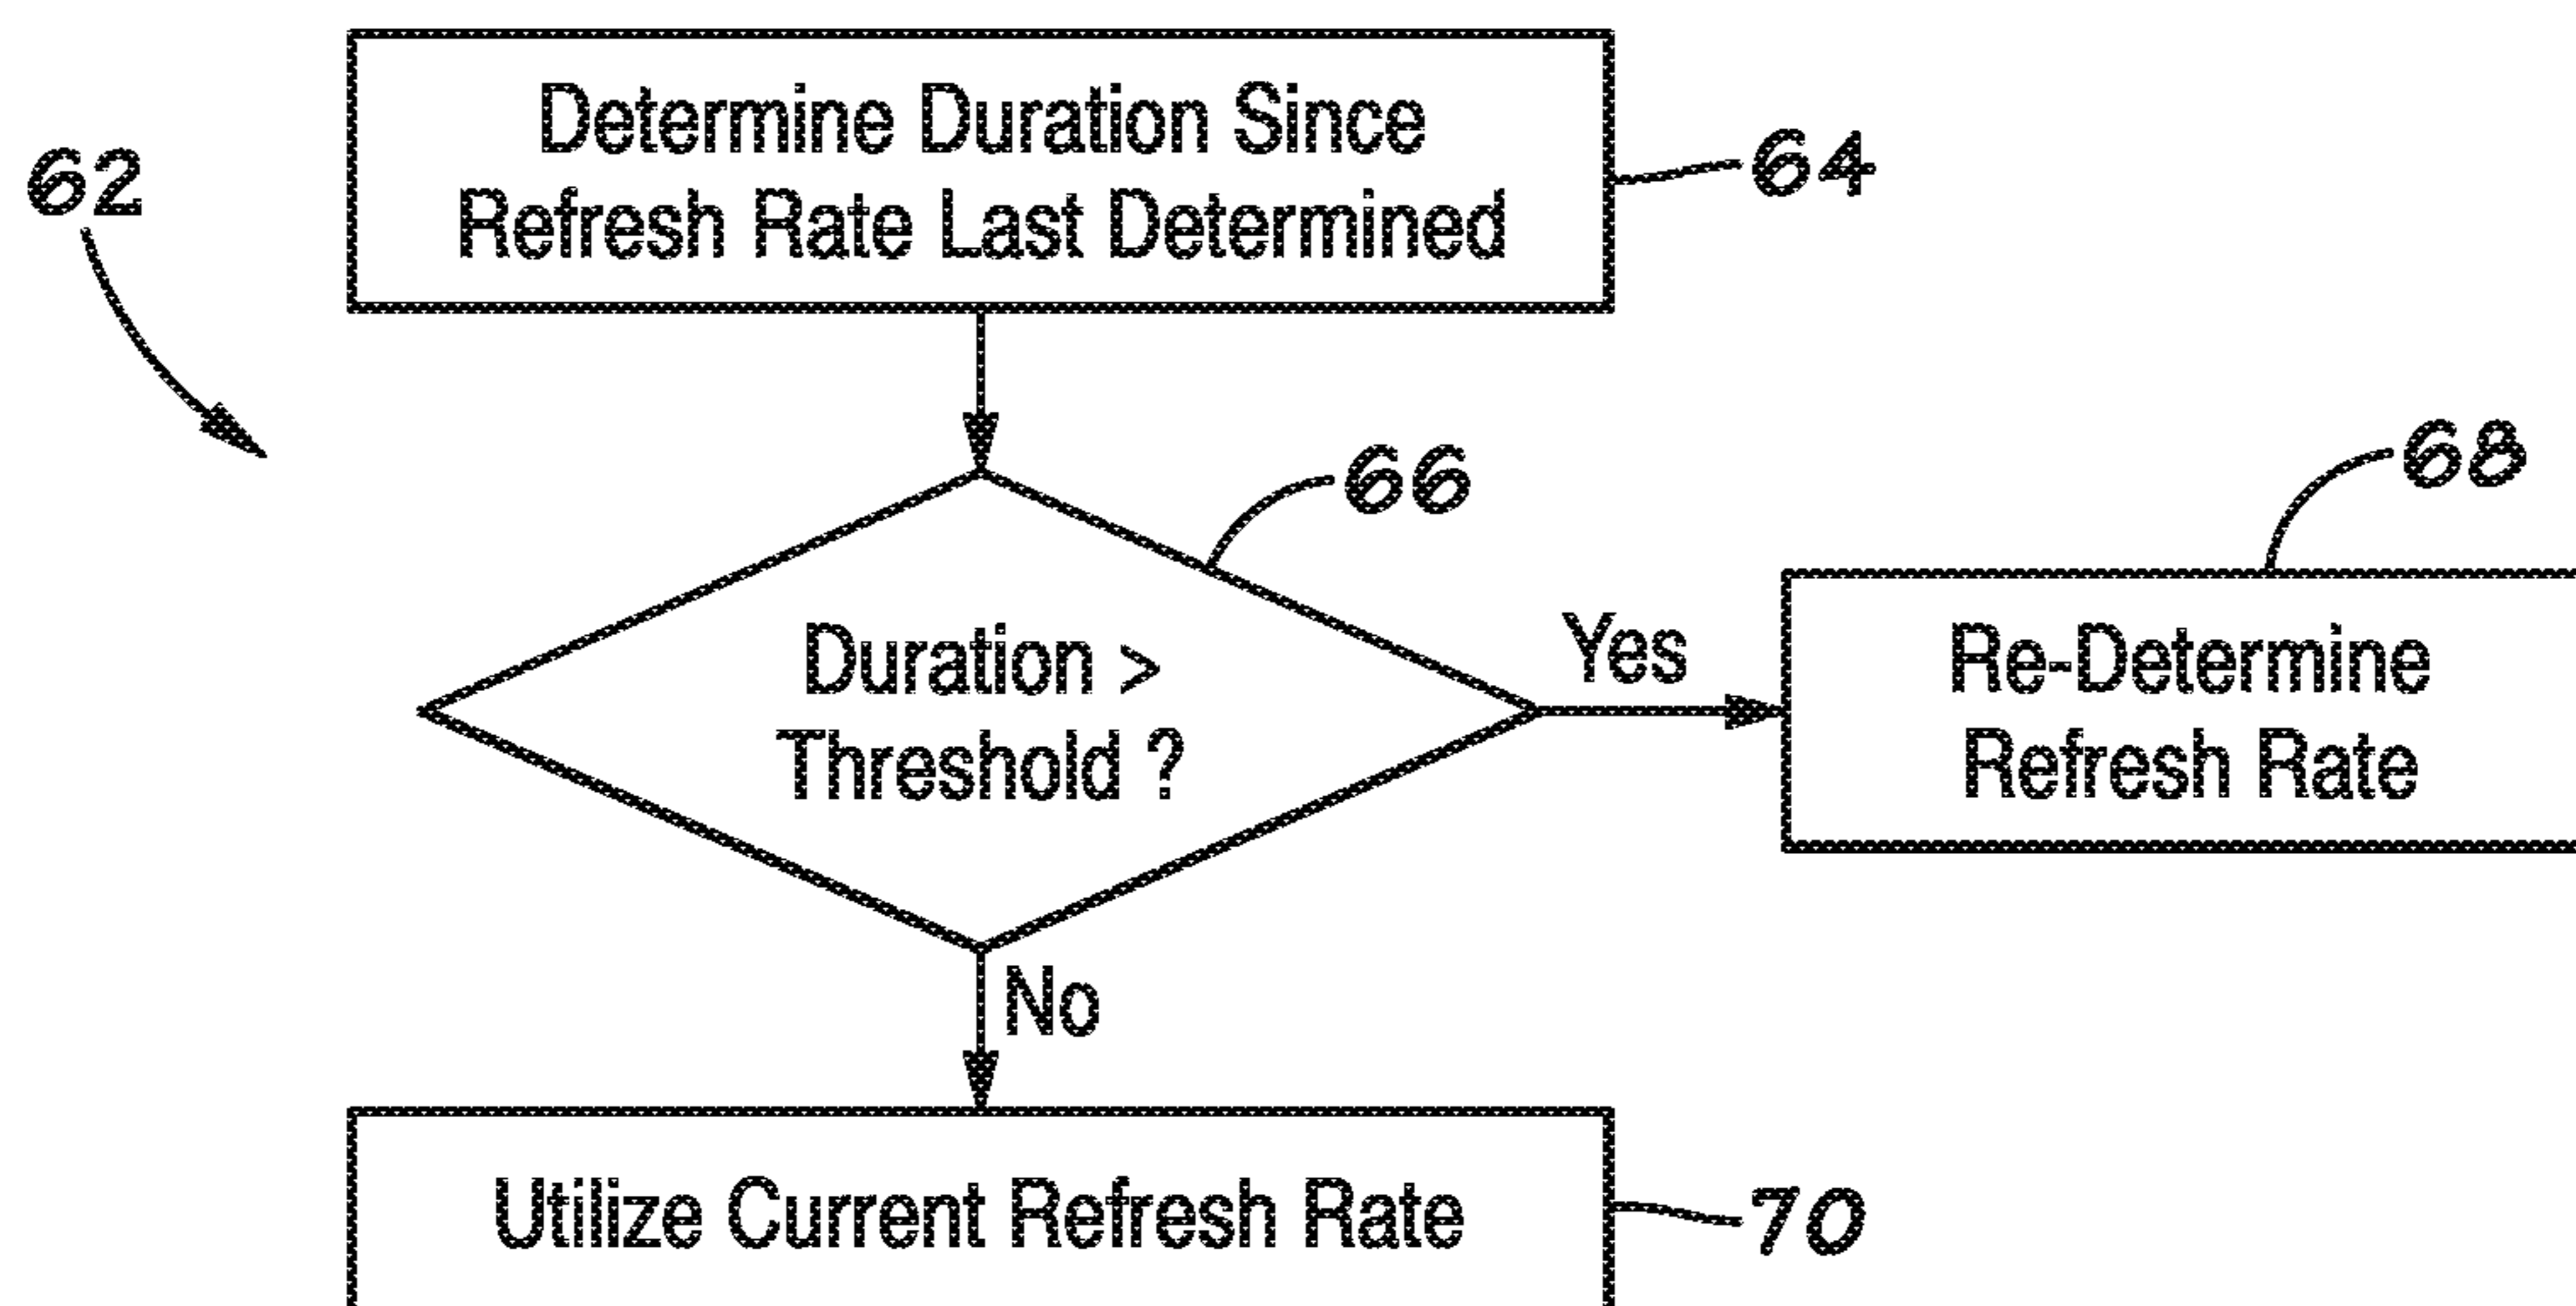 Determine Duration Since
Refresh Rate Last Determined
64
62
66
68
Duration >
Threshold ?
Yes
Re-Determine
Refresh Rate
No
Utilize Current Refresh Rate
70